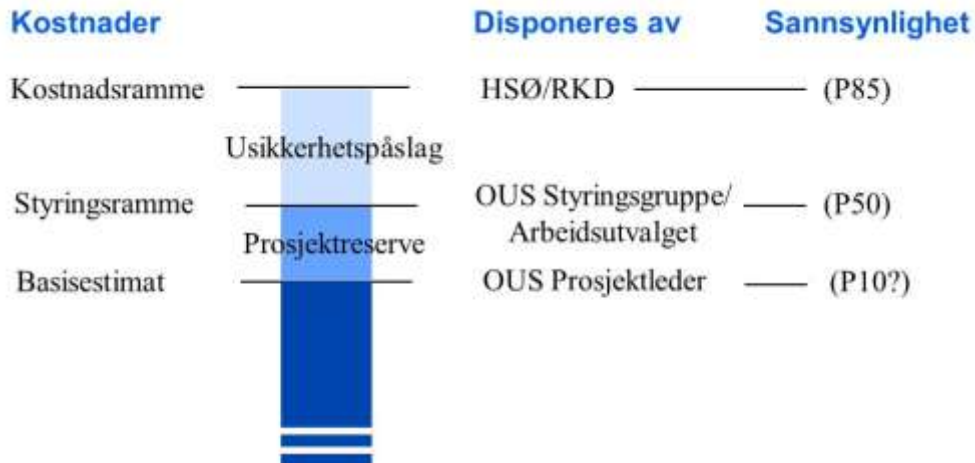 Kostnader Disponeres av Sannsynlighet
Kostnadsramme HSØ/RKD (P85)
Usikkerhetspåslag
Styringsramme OUS Styringsgruppe/ (P50)
Arbeidsutvalget
Prosjektreserve
Basisestimat OUS Prosjektleder (P10?)